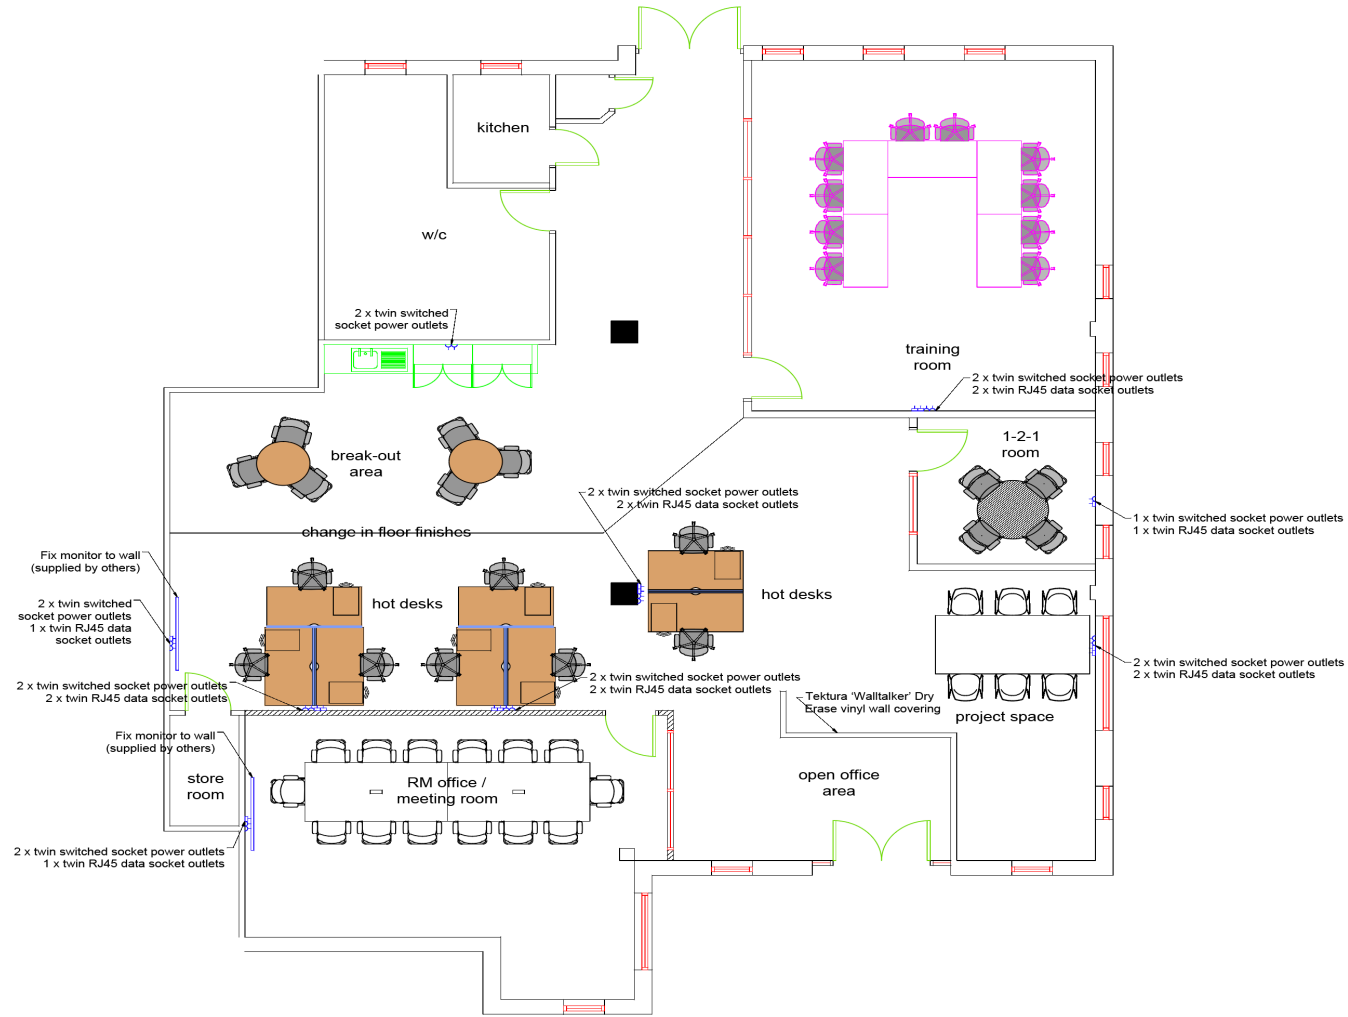 kitchen
w/c
2 x twin switched
socket power outlets
training
room
2 x twin switched socket power outlets
2 x twin RJ45 data socket outlets
1-2-1
room
break-out
area
2 x twin switched socket power outlets
2 x twin RJ45 data socket outlets
1 x twin switched socket power outlets
1 x twin RJ45 data socket outlets
change in floor finishes
Fix monitor to wall
(supplied by others)
hot desks
hot desks
2 x twin switched
socket power outlets
1 x twin RJ45 data
socket outlets
2 x twin switched socket power outlets
2 x twin RJ45 data socket outlets
2 x twin switched socket power outlets
2 x twin RJ45 data socket outlets
2 x twin switched socket power outlets
2 x twin RJ45 data socket outlets
Tektura 'Walltalker' Dry
Erase vinyl wall covering
project space
Fix monitor to wall
(supplied by others)
store
room
RM office /
meeting room
open office
area
2 x twin switched socket power outlets
1 x twin RJ45 data socket outlets